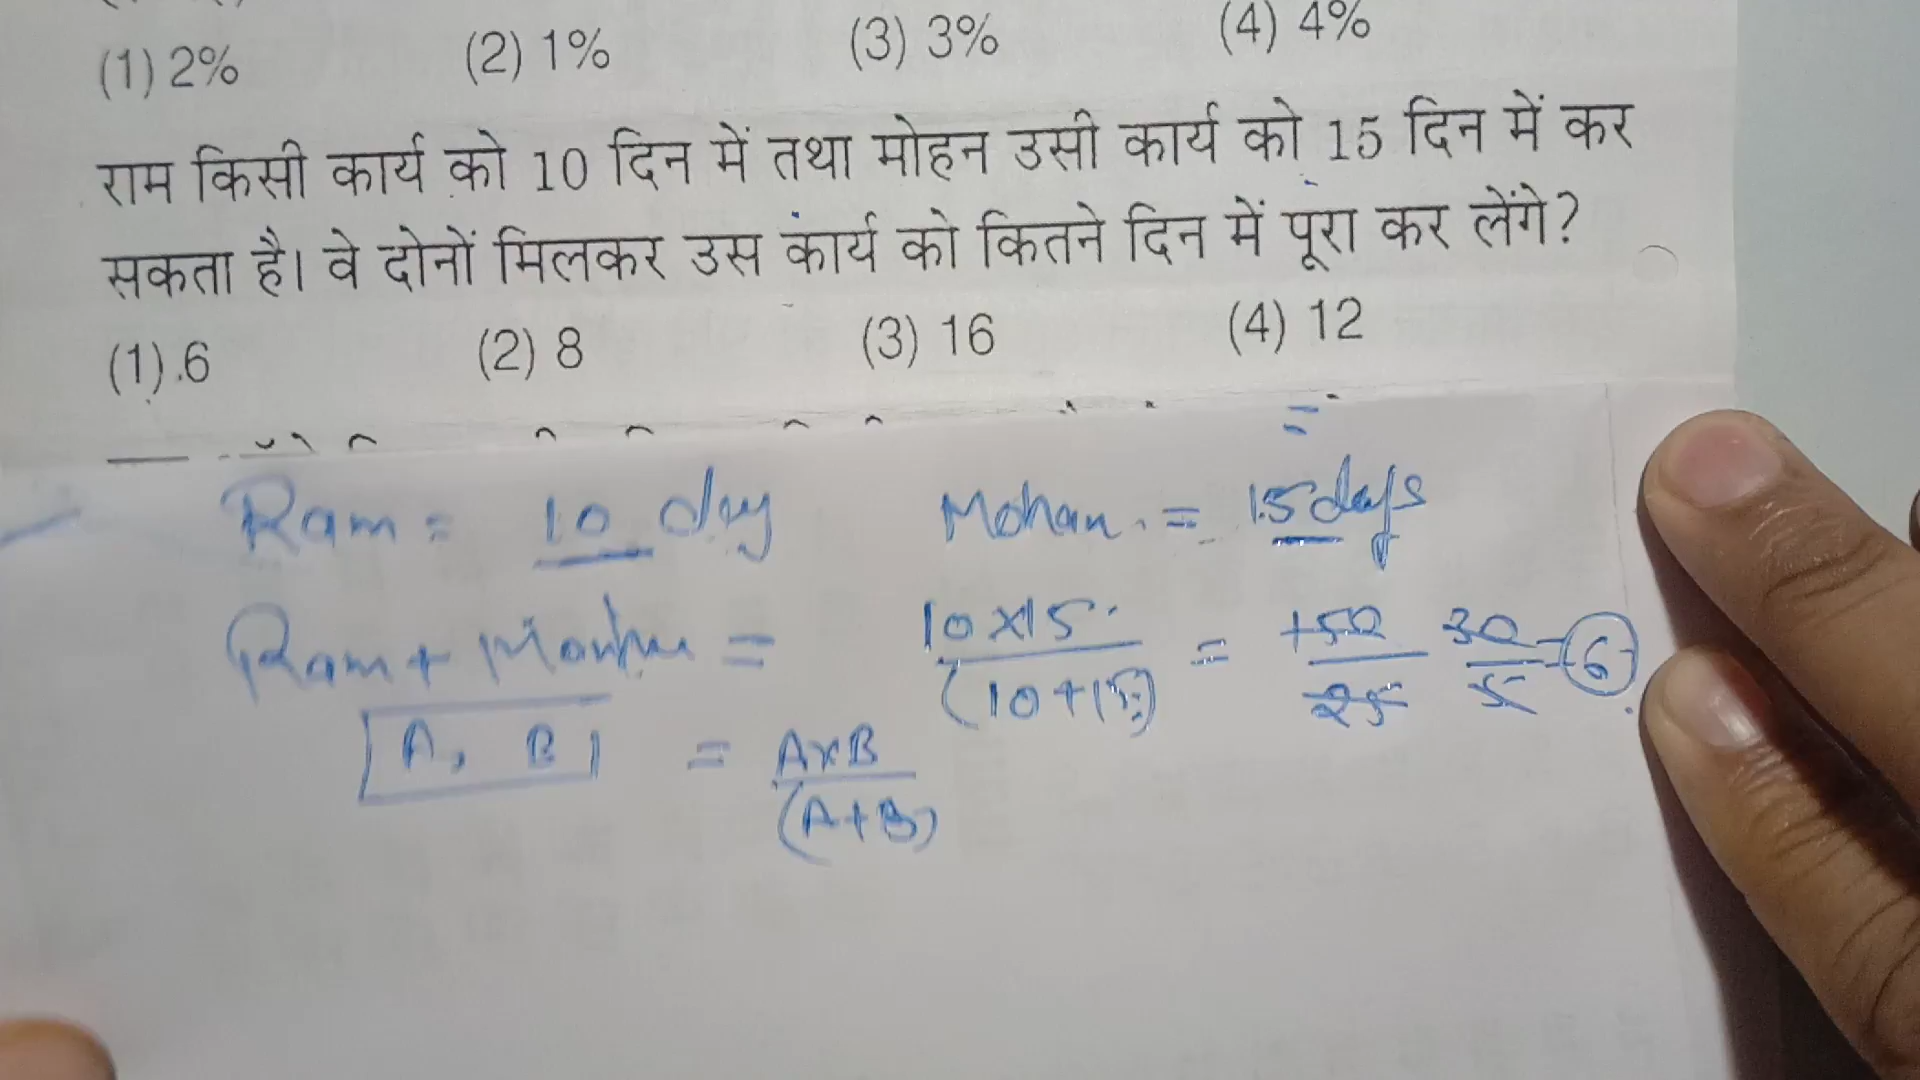 (1) 2% (2) 1% (3) 3% (4) 4%
राम किसी कार्य को 10 दिन में तथा मोहन उसी कार्य को 15 दिन में कर
सकता है। वे दोनों मिलकर उस कार्य को कितने दिन में पूरा कर लेंगे?
(1) 6 (2) 8 (3) 16 (4) 12
Ram = 10 day Mohan = 15 days
Ram + = 10 x 15 / (10 + 15) = 150 / 25 30 / 5 = 6
A, B = A x B / (A + B)